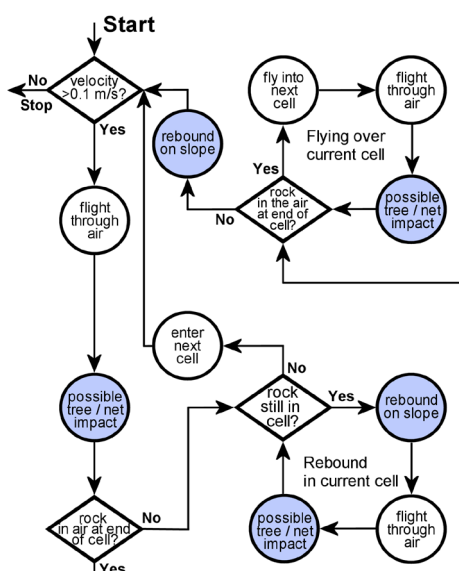 Start
No
velocity
>0.1 m/s?
Stop
Yes
flight
through
air
possible
tree / net
impact
rock
in air at end
of cell?
No
Yes
rebound
on slope
fly into
next
cell
flight
through
air
Flying over
current cell
Yes
rock
in the air
at end of
cell?
No
possible
tree / net
impact
enter
next
cell
No
rock
still in
cell?
Yes
rebound
on slope
Rebound
in current cell
possible
tree / net
impact
flight
through
air